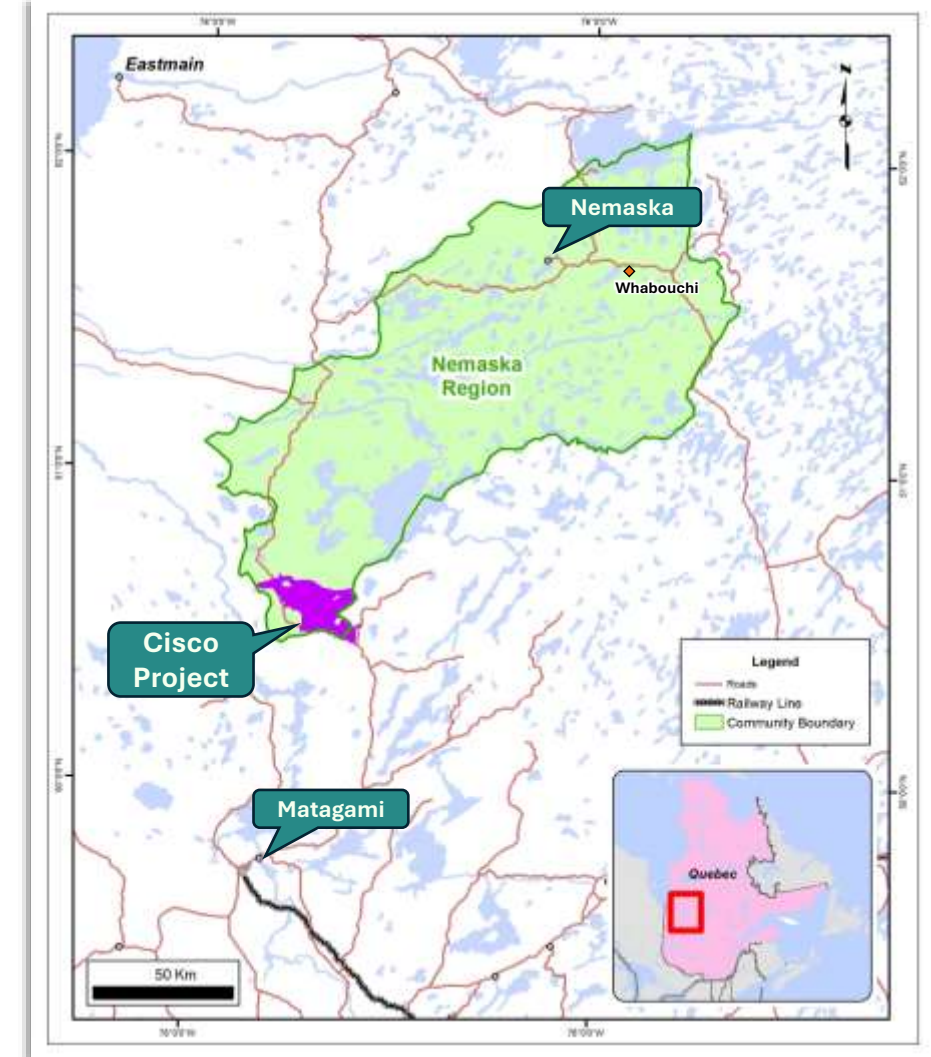 Eastmain
Nemaska
Whabouchi
Nemaska
Region
Cisco
Project
Legend
Roads
Railway Line
Community Boundary
Matagami
Quebec
50 Km